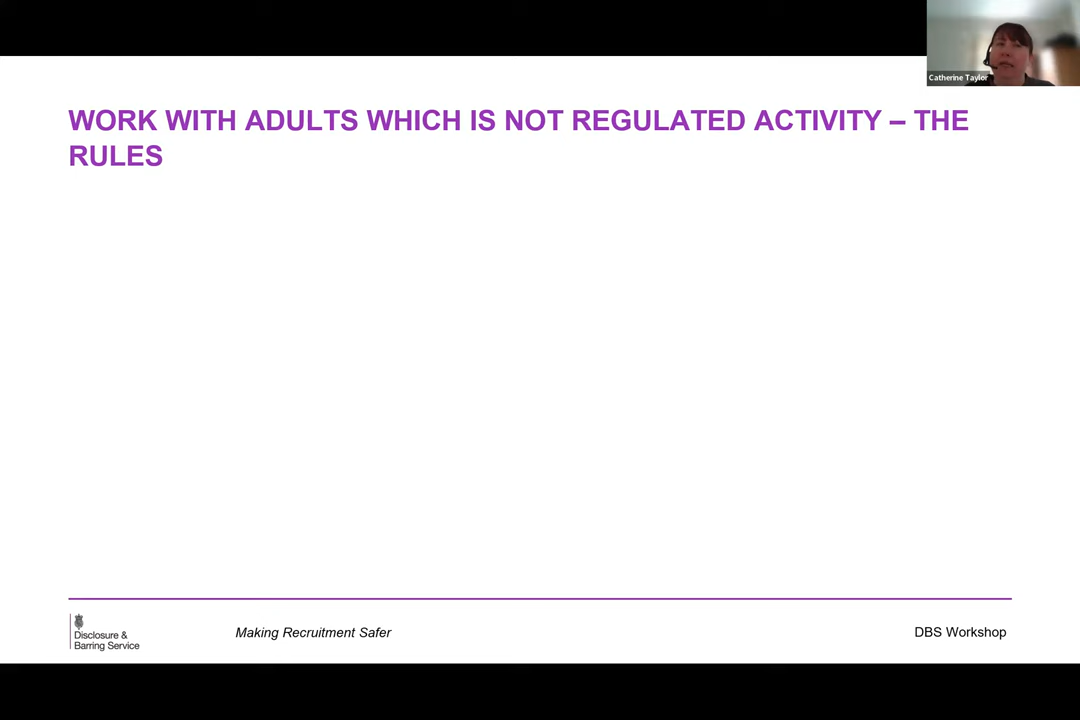 Catherine Taylor
WORK WITH ADULTS WHICH IS NOT REGULATED ACTIVITY – THE
RULES
Disclosure &
Barring Service
Making Recruitment Safer
DBS Workshop